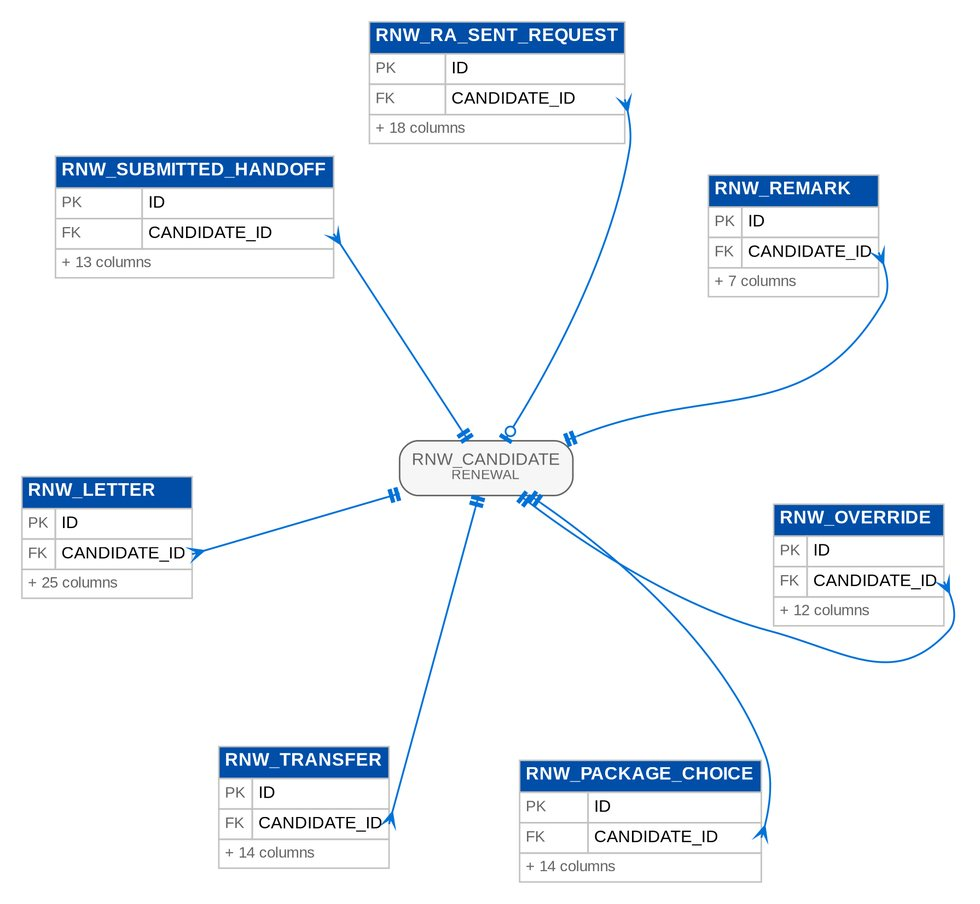 RNW_RA_SENT_REQUEST
PK ID
FK CANDIDATE_ID
+ 18 columns
RNW_SUBMITTED_HANDOFF
PK ID
FK CANDIDATE_ID
+ 13 columns
RNW_REMARK
PK ID
FK CANDIDATE_ID
+ 7 columns
RNW_CANDIDATE
RENEWAL
RNW_LETTER
PK ID
FK CANDIDATE_ID
+ 25 columns
RNW_OVERRIDE
PK ID
FK CANDIDATE_ID
+ 12 columns
RNW_TRANSFER
PK ID
FK CANDIDATE_ID
+ 14 columns
RNW_PACKAGE_CHOICE
PK ID
FK CANDIDATE_ID
+ 14 columns